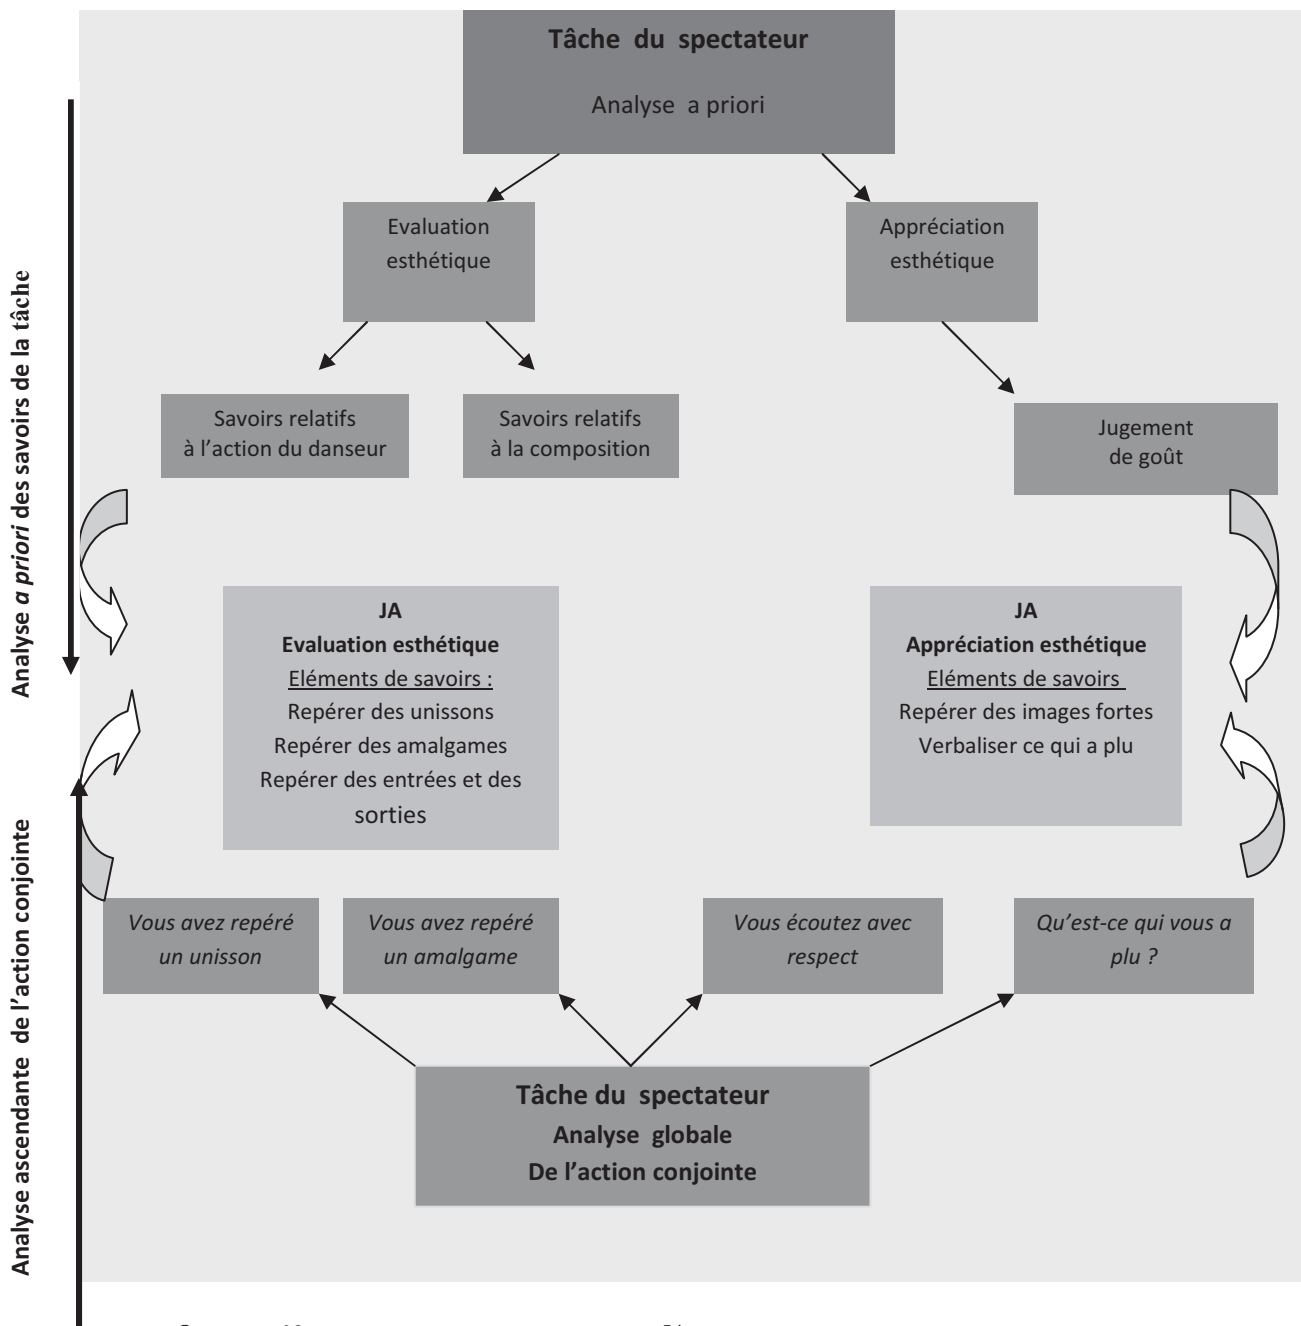 Tâche du spectateur
Analyse a priori
Evaluation
esthétique
Appréciation
esthétique
Savoirs relatifs
à l'action du danseur
Savoirs relatifs
à la composition
Jugement
de goût
Analyse a priori des savoirs de la tâche
JA
Evaluation esthétique
Eléments de savoirs :
Repérer des unissons
Repérer des amalgames
Repérer des entrées et des
sorties
JA
Appréciation esthétique
Eléments de savoirs
Repérer des images fortes
Verbaliser ce qui a plu
Analyse ascendante de l'action conjointe
Vous avez repéré
un unisson
Vous avez repéré
un amalgame
Vous écoutez avec
respect
Qu'est-ce qui vous a
plu ?
Tâche du spectateur
Analyse globale
De l'action conjointe